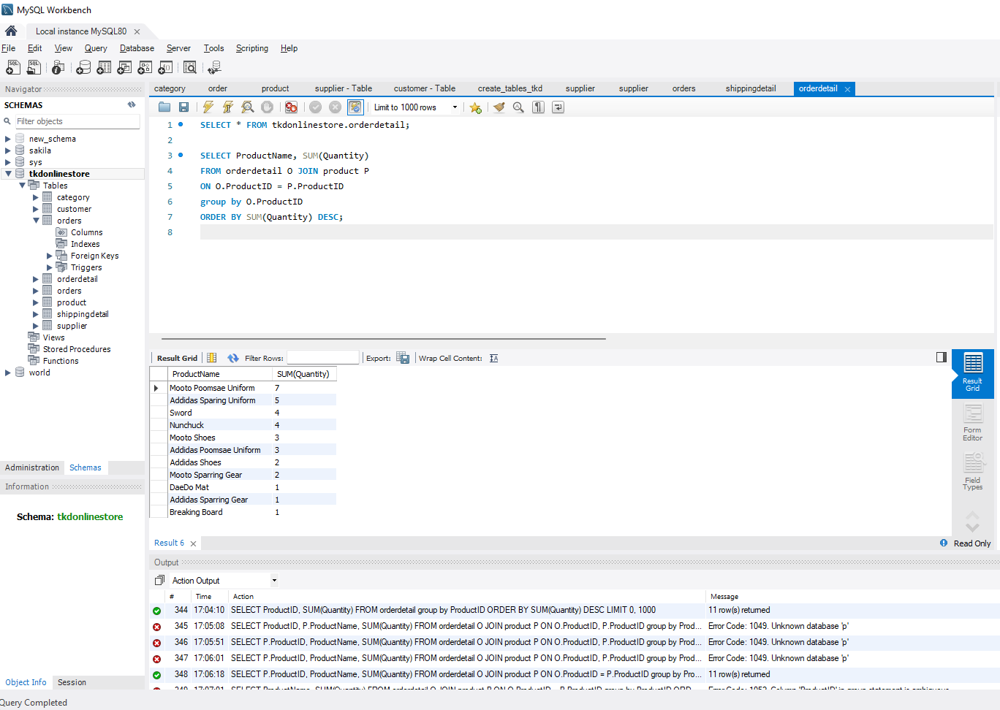 MySQL Workbench
Local instance MySQL80
File Edit View Query Database Server Tools Scripting Help
Navigator
SCHEMAS
Filter objects
new_schema
sakila
sys
tkdonlinestore
Tables
category
customer
orders
Columns
Indexes
Foreign Keys
Triggers
orderdetail
orders
product
shippingdetail
supplier
Views
Stored Procedures
Functions
world
Administration Schemas
Information
Schema: tkdonlinestore
Object Info Session
category order product supplier - Table customer - Table create_tables_tkd supplier supplier orders shippingdetail orderdetail
Limit to 1000 rows
1 SELECT * FROM tkdonlinestore.orderdetail;
2
3 SELECT ProductName, SUM(Quantity)
4 FROM orderdetail O JOIN product P
5 ON O.ProductID = P.ProductID
6 group by O.ProductID
7 ORDER BY SUM(Quantity) DESC;
8
Result Grid Filter Rows: Export: Wrap Cell Content:
ProductName SUM(Quantity)
Mooto Poomsae Uniform 7
Addidas Sparing Uniform 5
Sword 4
Nunchuck 4
Mooto Shoes 3
Addidas Poomsae Uniform 3
Addidas Shoes 2
Mooto Sparring Gear 2
DaeDo Mat 1
Addidas Sparring Gear 1
Breaking Board 1
Result Grid
Form Editor
Field Types
Result 6
Read Only
Output
Action Output
# Time Action Message
344 17:04:10 SELECT ProductID, SUM(Quantity) FROM orderdetail group by ProductID ORDER BY SUM(Quantity) DESC LIMIT 0, 1000 11 row(s) returned
345 17:05:08 SELECT ProductID, P.ProductName, SUM(Quantity) FROM orderdetail O JOIN product P ON O.ProductID, P.ProductID group by Prod... Error Code: 1049. Unknown database 'p'
346 17:05:51 SELECT P.ProductID, ProductName, SUM(Quantity) FROM orderdetail O JOIN product P ON O.ProductID, P.ProductID group by Prod... Error Code: 1049. Unknown database 'p'
347 17:06:01 SELECT P.ProductID, ProductName, SUM(Quantity) FROM orderdetail O JOIN product P ON O.ProductID, P.ProductID group by Prod... Error Code: 1049. Unknown database 'p'
348 17:06:18 SELECT P.ProductID, ProductName, SUM(Quantity) FROM orderdetail O JOIN product P ON O.ProductID = P.ProductID group by Pro... 11 row(s) returned
Query Completed